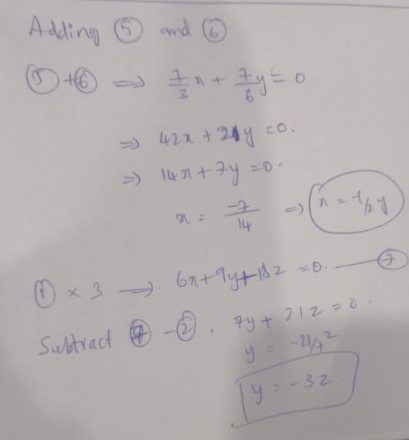 Adding ⑤ and ⑥
⑤ + ⑥ ⇒ 7/3 x + 7/6 y = 0
⇒ 42x + 21y = 0.
⇒ 14x + 7y = 0.
x = -7/14 ⇒ x = -1/2 y
① × 3 → 6x + 9y + 18z = 0. — ⑦
Subtract ⑦ - ②. 7y + 21z = 0.
y = -21/7 z
y = -3z.